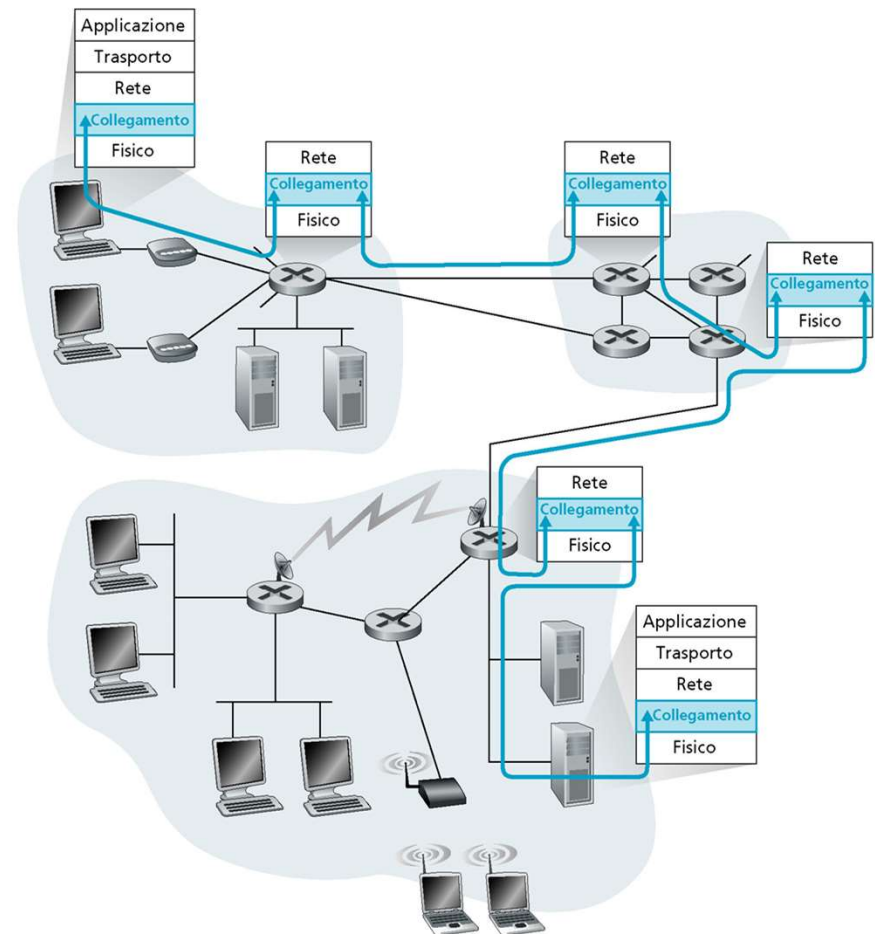 Applicazione
Trasporto
Rete
Collegamento
Fisico
Rete
Collegamento
Fisico
Rete
Collegamento
Fisico
Rete
Collegamento
Fisico
Rete
Collegamento
Fisico
Applicazione
Trasporto
Rete
Collegamento
Fisico